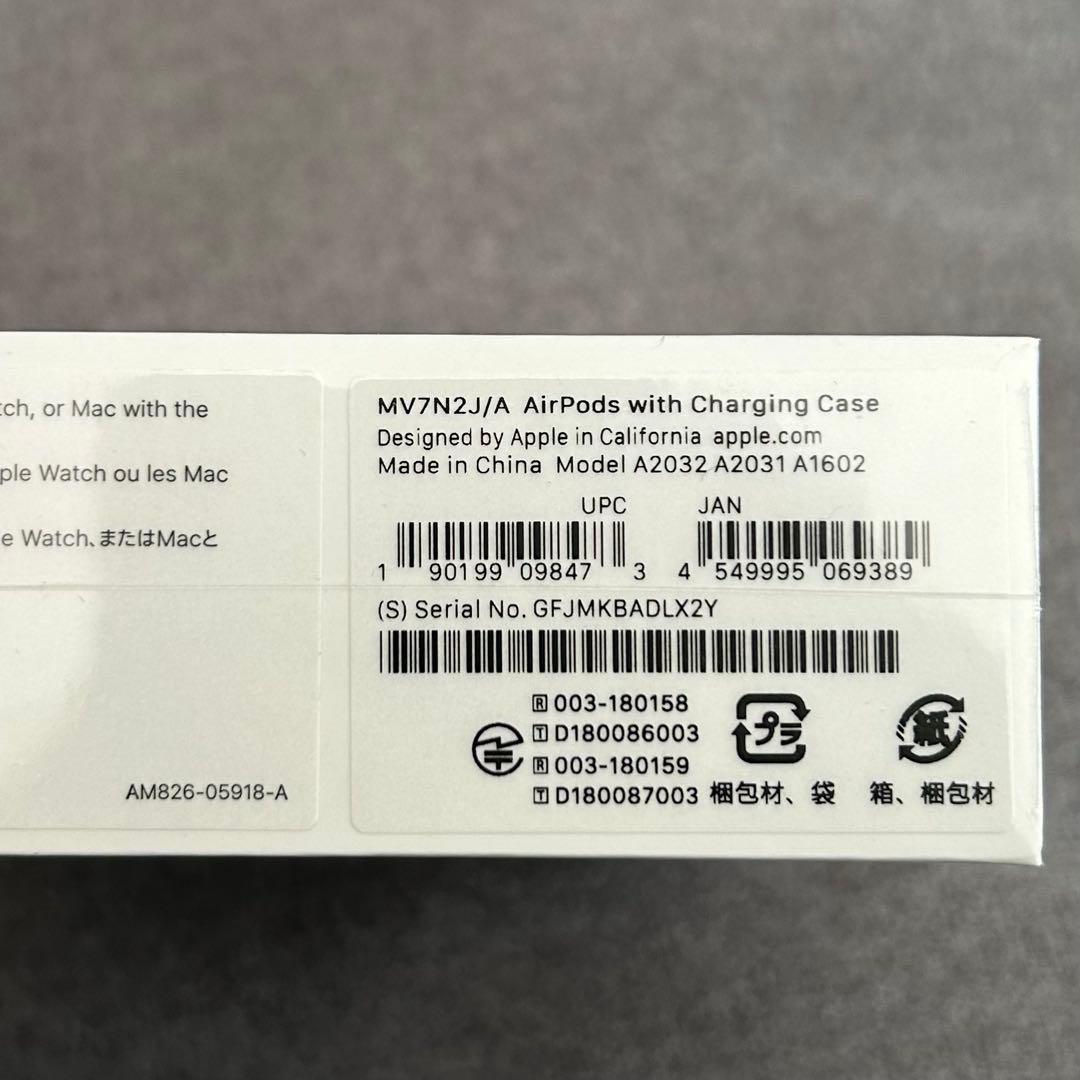 tch, or Mac with the
ple Watch ou les Mac
e Watch、またはMacと
AM826-05918-A
MV7N2J/A AirPods with Charging Case
Designed by Apple in California apple.com
Made in China Model A2032 A2031 A1602
UPC JAN
1 90199 09847 3 4 549995 069389
(S) Serial No. GFJMKBADLX2Y
R 003-180158
T D180086003
R 003-180159
T D180087003
プラ
梱包材、袋
紙
箱、梱包材